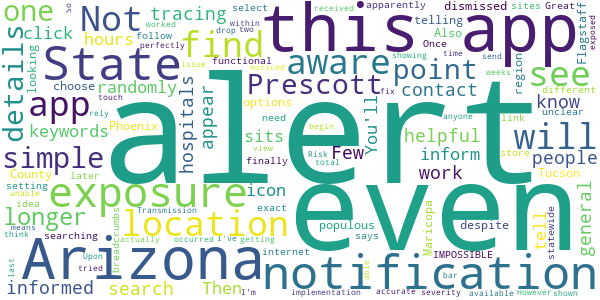 one
tracing
Not
hours
click
find
this app
State
aware
details
looking
randomly
choose
hospitals
appear
Prescott
options
point
contact
see
app
keywords
Phoenix
simple
alert
sits
need
Few
You'll
helpful
inform
work
know
will
people
Tucson
exposure
icon
longer
County
setting
location
finally
populous
despite
says
even
tell
general
Arizona
idea
means
think
searching
breadcrumbs
Transmission
actually
occurred
I've
getting
Upon
tried
last
informed
search
Then
internet
I'm
notification
Maricopa
IMPOSSIBLE
statewide
bar
implementation
accurate
severity
available
However
shown
So
apparently
dismissed
sites
Great
worked
follow
within
select
telling
Also
received
drop
two
perfectly
functional
issue
noticed
Once
time
send
weeks
region
Flagstaff
exposed
different
unclear
any
link
store
fix
showing
touch
rely
anyone
begin
view
Risk
total
exact
later
unable
able